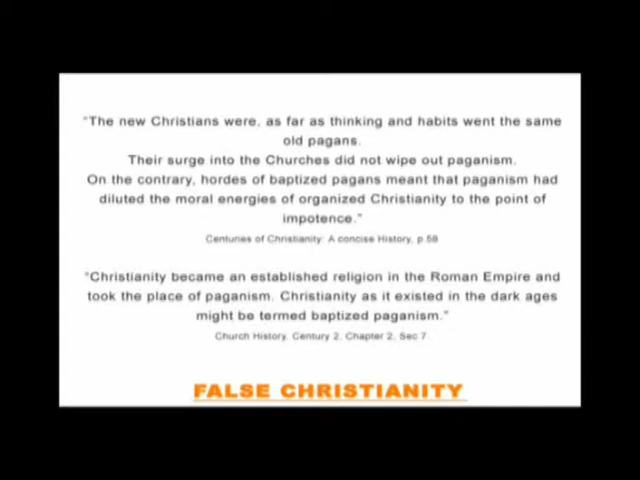 "The new Christians were, as far as thinking and habits went the same
old pagans.
Their surge into the Churches did not wipe out paganism.
On the contrary, hordes of baptized pagans meant that paganism had
diluted the moral energies of organized Christianity to the point of
impotence."
Centuries of Christianity: A concise History, p 58
"Christianity became an established religion in the Roman Empire and
took the place of paganism. Christianity as it existed in the dark ages
might be termed baptized paganism."
Church History, Century 2, Chapter 2, Sec 7.
FALSE CHRISTIANITY